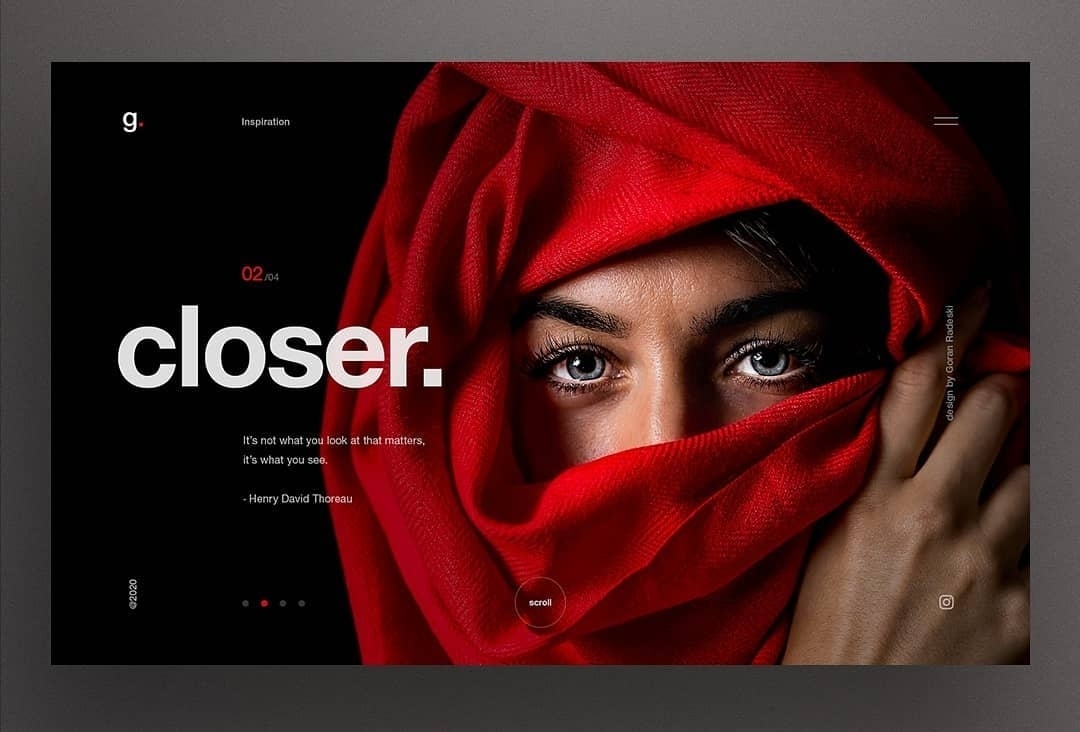 g.
Inspiration
02/04
closer.
It's not what you look at that matters,
it's what you see.
- Henry David Thoreau
design by Goran Radeski
©2020
scroll